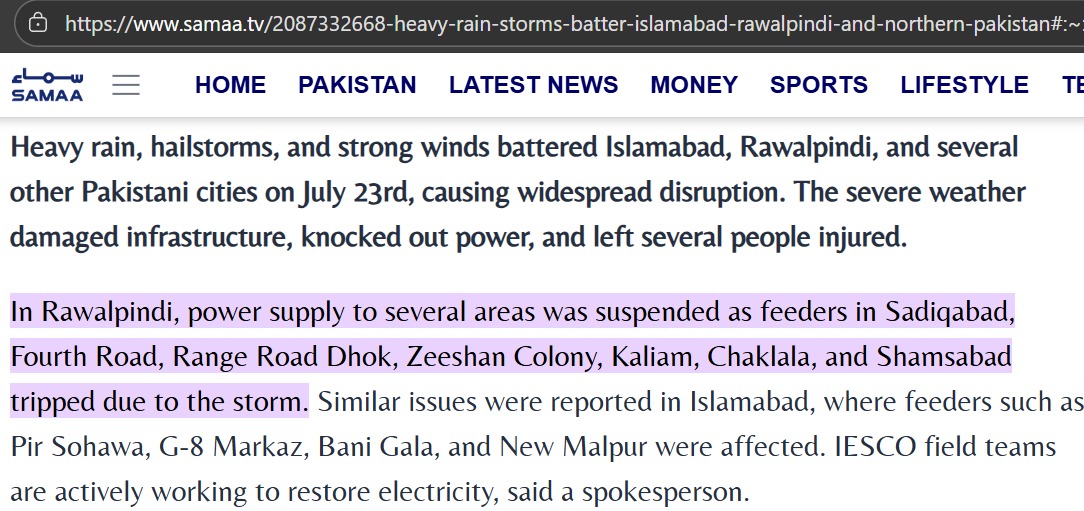 https://www.samaa.tv/2087332668-heavy-rain-storms-batter-islamabad-rawalpindi-and-northern-pakistan#:~:
سماء
SAMAA
HOME PAKISTAN LATEST NEWS MONEY SPORTS LIFESTYLE TE
Heavy rain, hailstorms, and strong winds battered Islamabad, Rawalpindi, and several
other Pakistani cities on July 23rd, causing widespread disruption. The severe weather
damaged infrastructure, knocked out power, and left several people injured.
In Rawalpindi, power supply to several areas was suspended as feeders in Sadiqabad,
Fourth Road, Range Road Dhok, Zeeshan Colony, Kaliam, Chaklala, and Shamsabad
tripped due to the storm. Similar issues were reported in Islamabad, where feeders such as
Pir Sohawa, G-8 Markaz, Bani Gala, and New Malpur were affected. IESCO field teams
are actively working to restore electricity, said a spokesperson.